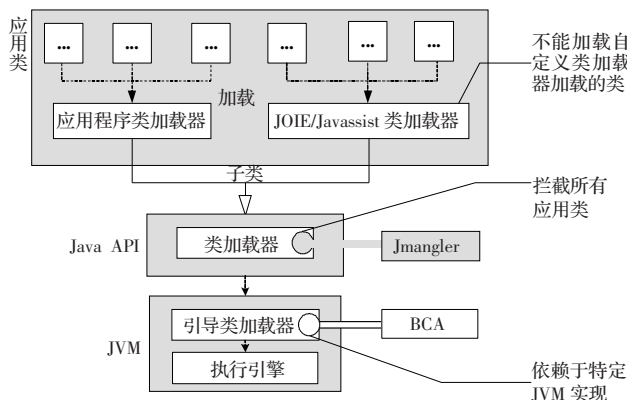 应用类
... ... ... ... ... ...
不能加载自
定义类加载
器加载的类
加载
应用程序类加载器
JOIE/Javassist 类加载器
子类
拦截所有
应用类
Java API
类加载器
Jmangler
引导类加载器
BCA
JVM
执行引擎
依赖于特定
JVM 实现